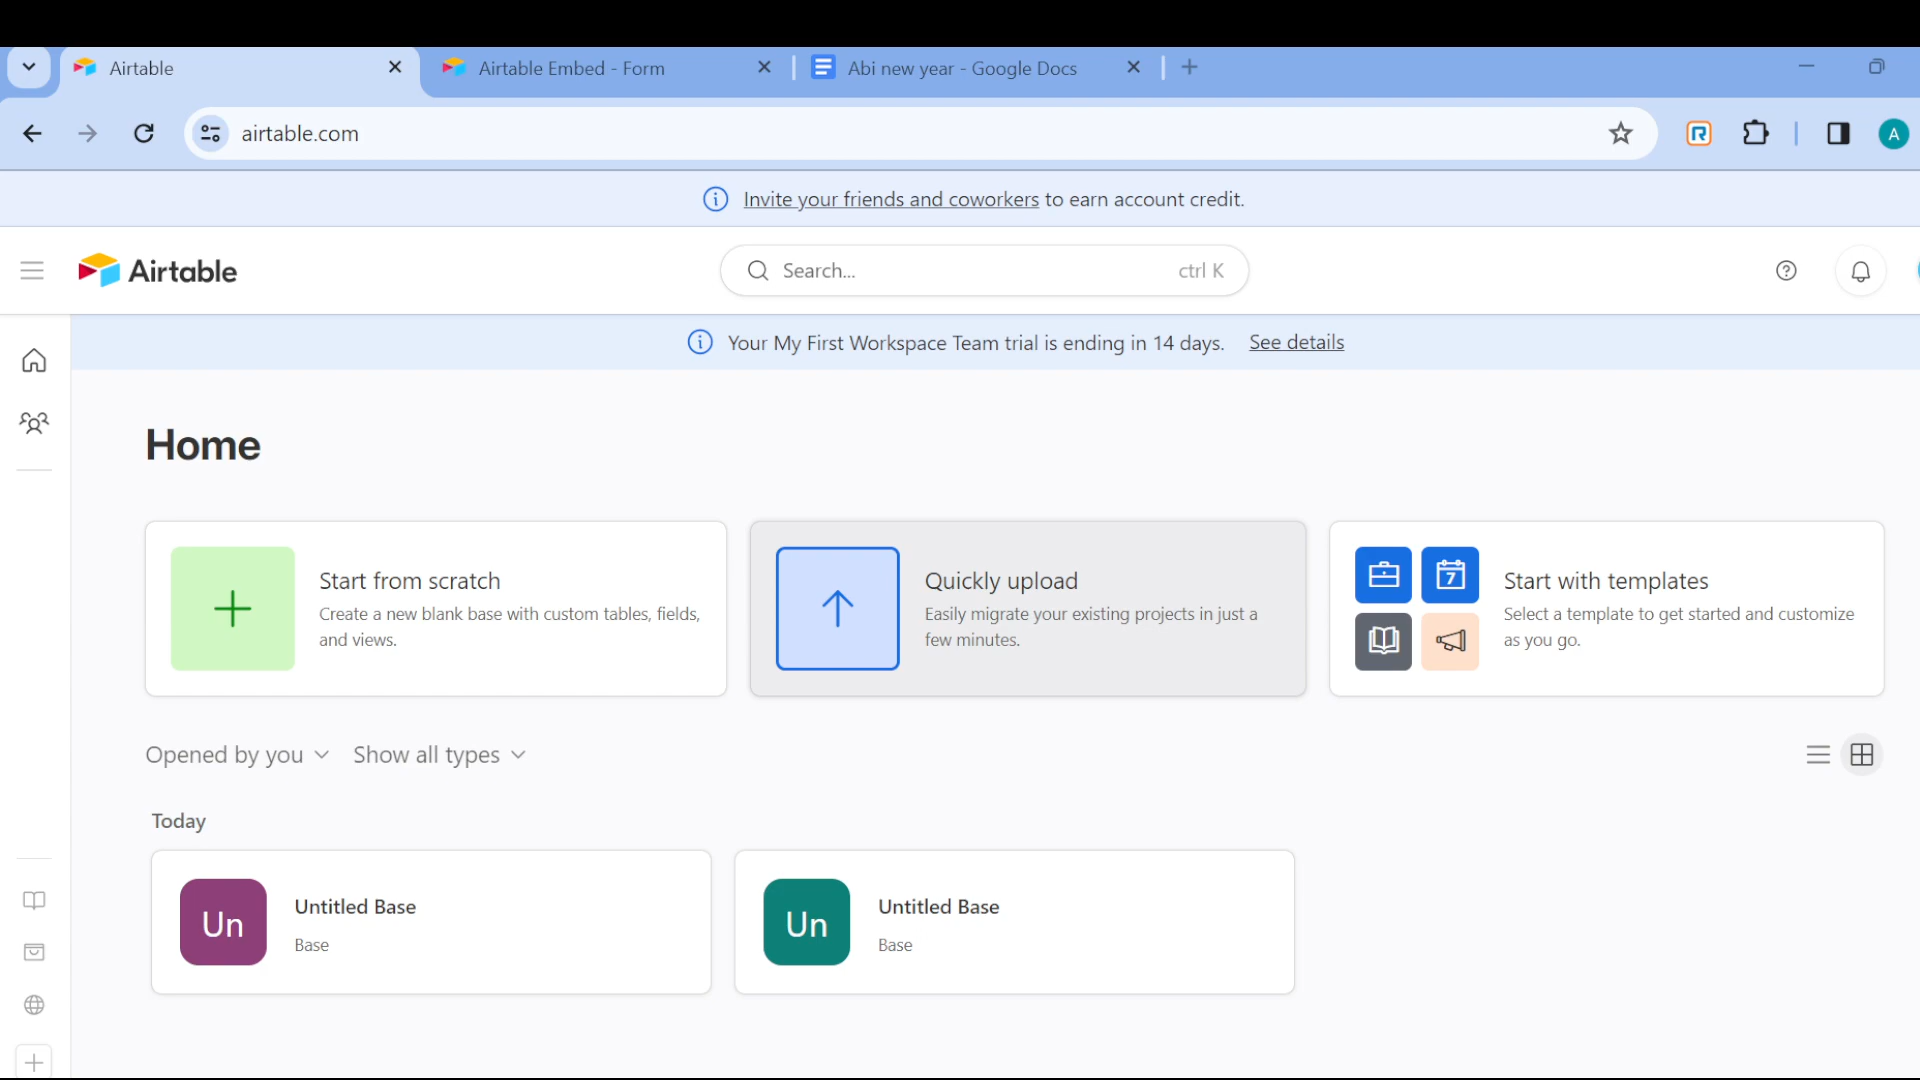 Airtable
Airtable Embed - Form
Abi new year - Google Docs
airtable.com
A
Invite your friends and coworkers to earn account credit.
Airtable
Search...
ctrl K
Your My First Workspace Team trial is ending in 14 days. See details
Home
Start from scratch
Create a new blank base with custom tables, fields,
and views.
Quickly upload
Easily migrate your existing projects in just a
few minutes.
7
Start with templates
Select a template to get started and customize
as you go.
Opened by you
Show all types
Today
Un
Untitled Base
Base
Un
Untitled Base
Base